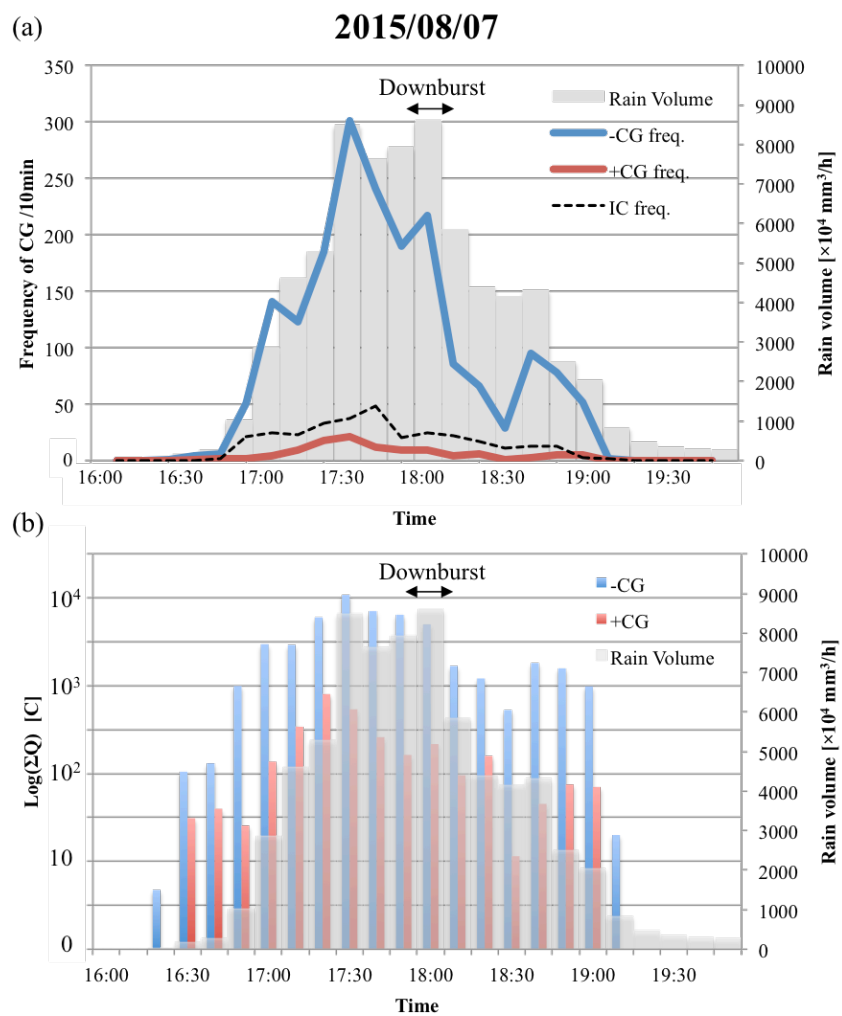 (a)
2015/08/07
350
300
250
200
150
100
50
0
Frequency of CG /10min
10000
9000
8000
7000
6000
5000
4000
3000
2000
1000
0
Rain volume [×10⁴ mm³/h]
Downburst
Rain Volume
-CG freq.
+CG freq.
IC freq.
16:00 16:30 17:00 17:30 18:00 18:30 19:00 19:30
Time
(b)
10⁴
10³
10²
10
0
Log(ΣQ) [C]
10000
9000
8000
7000
6000
5000
4000
3000
2000
1000
0
Rain volume [×10⁴ mm³/h]
Downburst
-CG
+CG
Rain Volume
16:00 16:30 17:00 17:30 18:00 18:30 19:00 19:30
Time